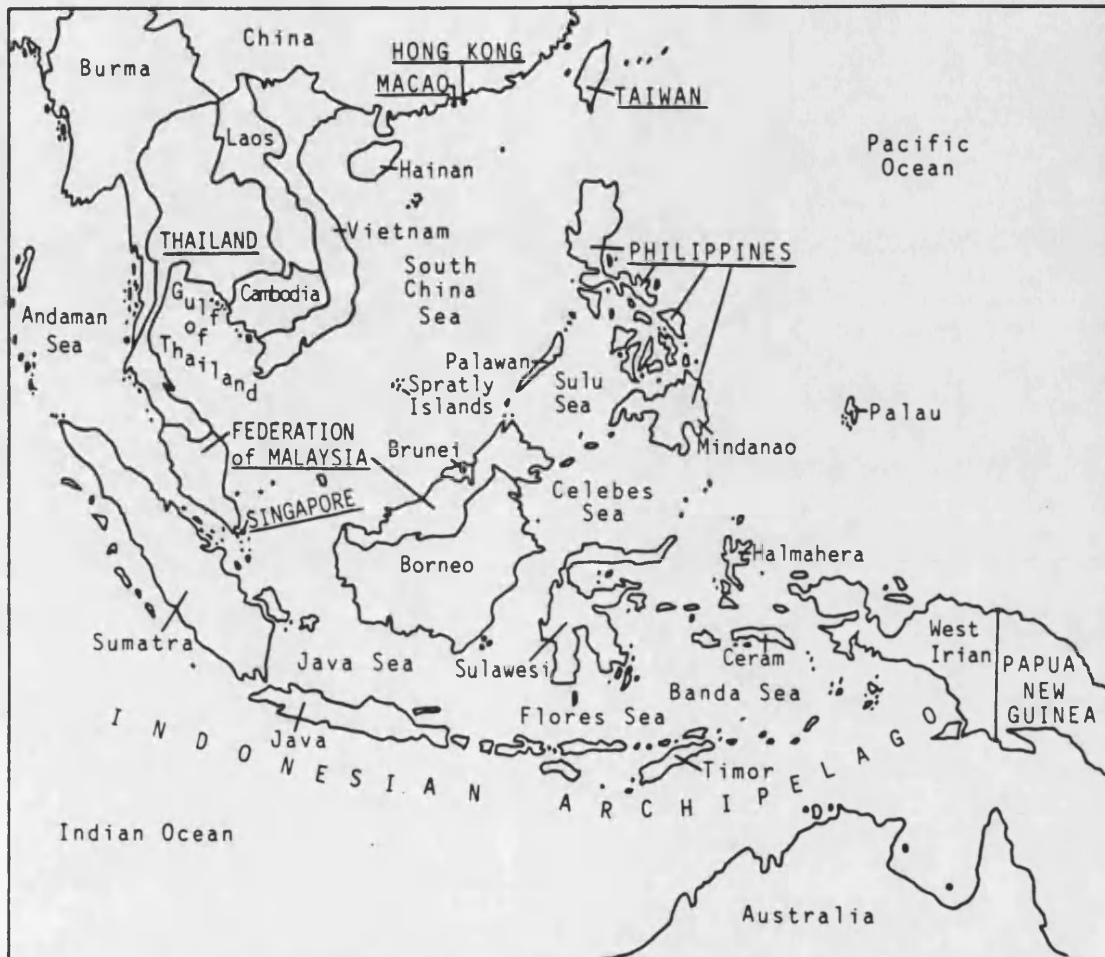 China
Burma
HONG KONG
MACAO
TAIWAN
Laos
Pacific
Ocean
Hainan
Vietnam
THAILAND
PHILIPPINES
South
China
Sea
Cambodia
Gulf
of
Thailand
Andaman
Sea
Palawan
Spratly
Islands
Sulu
Sea
Palau
Mindanao
FEDERATION
of MALAYSIA
Brunei
SINGAPORE
Celebes
Sea
Halmahera
Borneo
Sumatra
Java Sea
Sulawesi
Ceram
West
Irian
PAPUA
NEW
GUINEA
Banda Sea
Flores Sea
Java
Timor
INDONESIAN ARCHIPELAGO
Indian Ocean
Australia